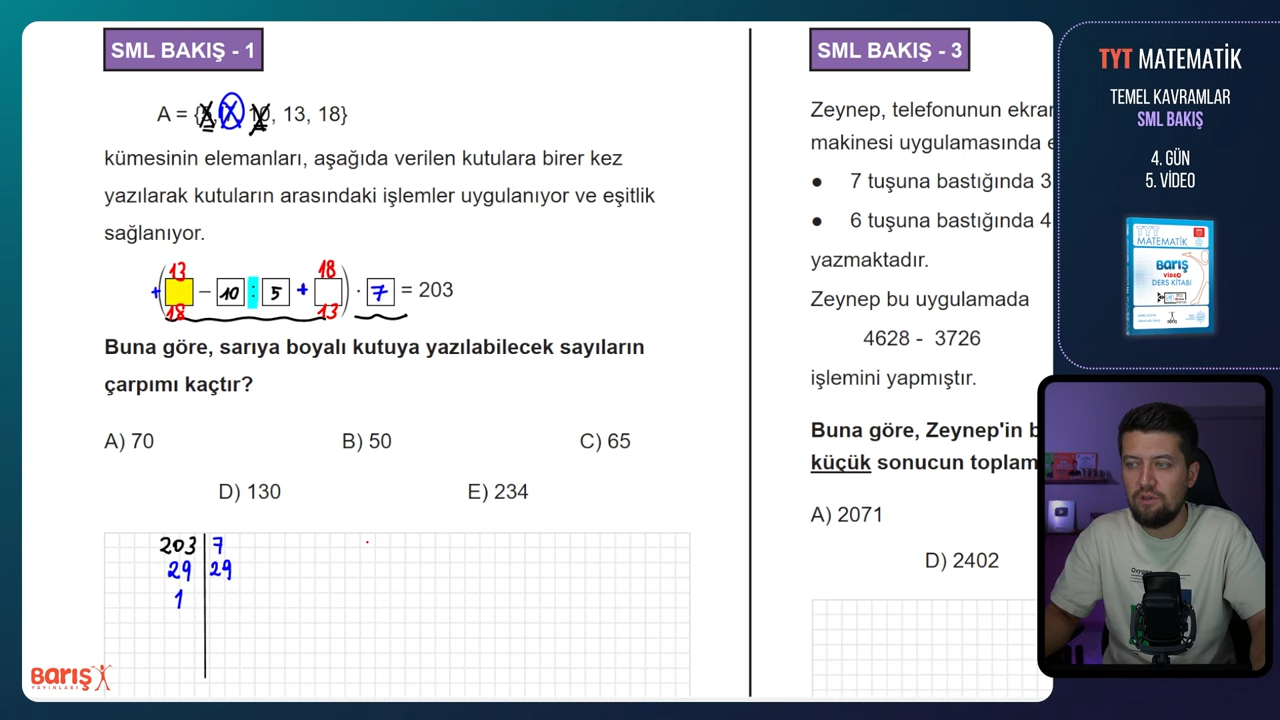 SML BAKIŞ - 1
A = {5, 7, 10, 13, 18}
kümesinin elemanları, aşağıda verilen kutulara birer kez
yazılarak kutuların arasındaki işlemler uygulanıyor ve eşitlik
sağlanıyor.
13 18
+( – 10 : 5 + ) · 7 = 203
18 13
Buna göre, sarıya boyalı kutuya yazılabilecek sayıların
çarpımı kaçtır?
A) 70 B) 50 C) 65
D) 130 E) 234
203 7
29 29
1
BARIŞ
YAYINLARI
SML BAKIŞ - 3
Zeynep, telefonunun ekran
makinesi uygulamasında e
● 7 tuşuna bastığında 3
● 6 tuşuna bastığında 4
yazmaktadır.
Zeynep bu uygulamada
4628 - 3726
işlemini yapmıştır.
Buna göre, Zeynep'in b
küçük sonucun toplam
A) 2071
D) 2402
TYT MATEMATİK
TEMEL KAVRAMLAR
SML BAKIŞ
4. GÜN
5. VİDEO
TYT
MATEMATİK
BARIŞ
VİDEO
DERS KİTABI